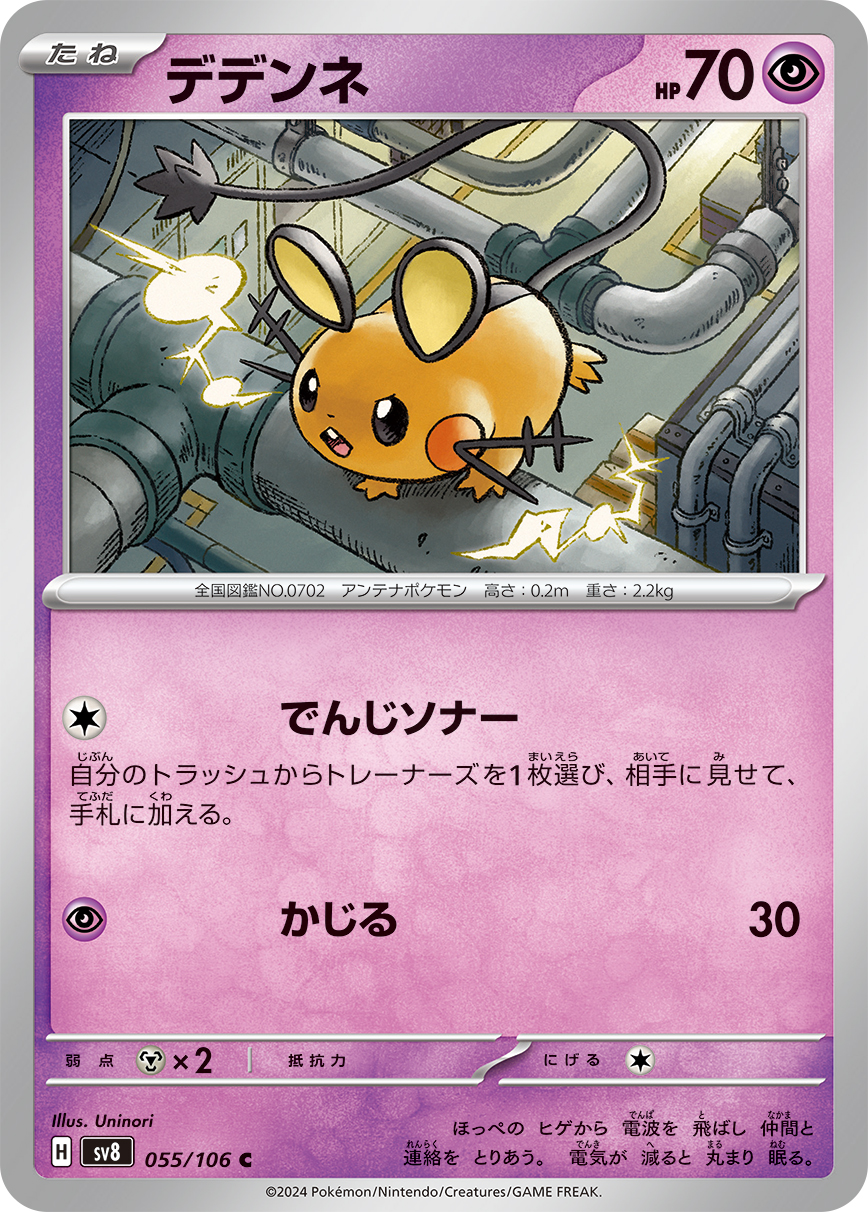 たね
デデンネ
HP70
全国図鑑NO.0702 アンテナポケモン 高さ：0.2m 重さ：2.2kg
でんじソナー
自分のトラッシュからトレーナーズを1枚選び、相手に見せて、
手札に加える。
かじる 30
弱点 ×2 抵抗力 にげる
Illus. Uninori
ほっぺの ヒゲから 電波を 飛ばし 仲間と
連絡を とりあう。 電気が 減ると 丸まり 眠る。
H sv8 055/106 C
©2024 Pokémon/Nintendo/Creatures/GAME FREAK.